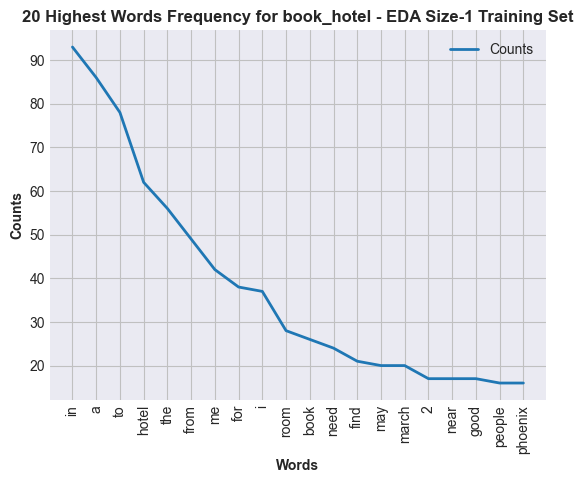 20 Highest Words Frequency for book_hotel - EDA Size-1 Training Set
Counts
90
80
70
60
50
40
30
20
Counts
in
a
to
hotel
the
from
me
for
i
room
book
need
find
may
march
2
near
good
people
phoenix
Words